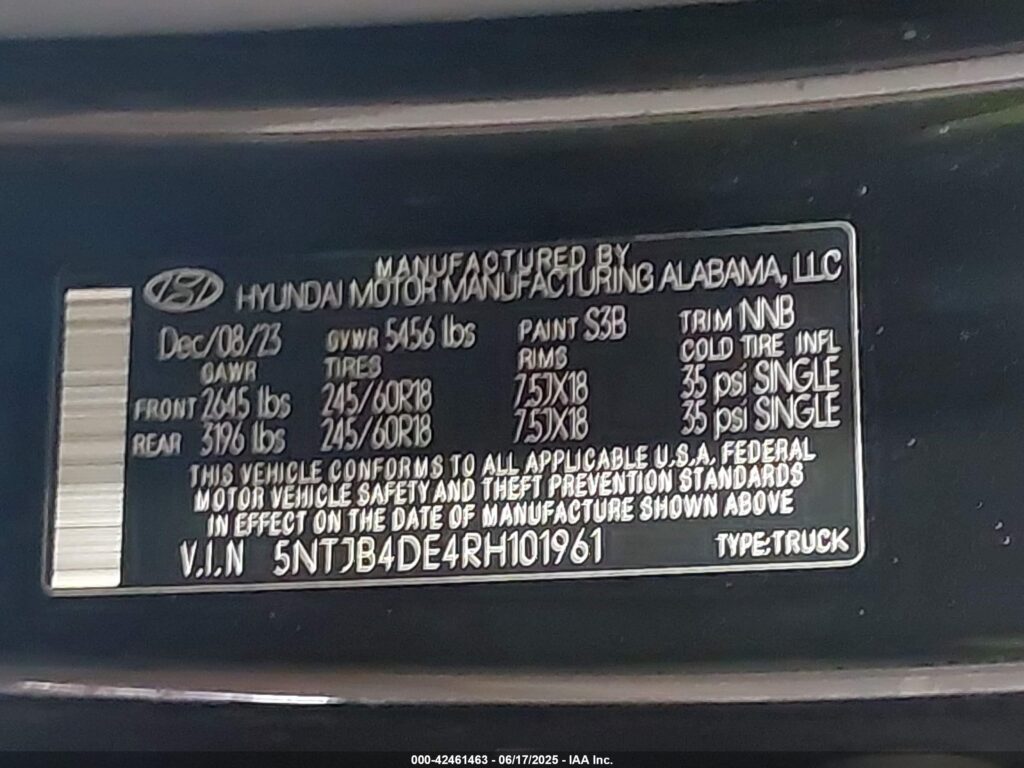 MANUFACTURED BY
HYUNDAI MOTOR MANUFACTURING ALABAMA, LLC
Dec/08/23 GVWR 5456 lbs PAINT S3B TRIM NNB
GAWR TIRES RIMS COLD TIRE INFL
FRONT 2645 lbs 245/60R18 7.5JX18 35 psi SINGLE
REAR 3196 lbs 245/60R18 7.5JX18 35 psi SINGLE
THIS VEHICLE CONFORMS TO ALL APPLICABLE U.S.A. FEDERAL
MOTOR VEHICLE SAFETY AND THEFT PREVENTION STANDARDS
IN EFFECT ON THE DATE OF MANUFACTURE SHOWN ABOVE
V.I.N 5NTJB4DE4RH101961 TYPE:TRUCK
000-42461463 - 06/17/2025 - IAA Inc.